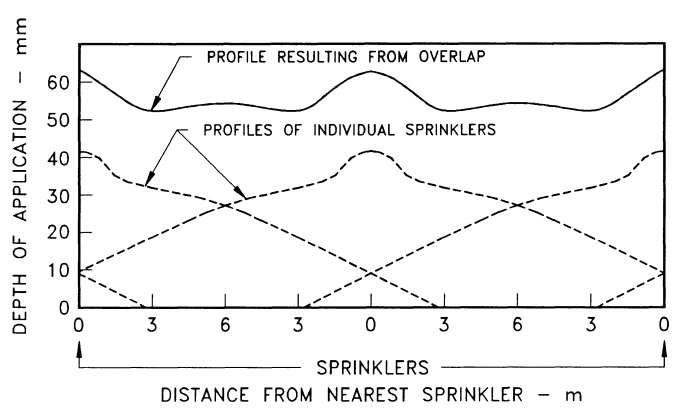 PROFILE RESULTING FROM OVERLAP
PROFILES OF INDIVIDUAL SPRINKLERS
DEPTH OF APPLICATION – mm
60
50
40
30
20
10
0
0 3 6 3 0 3 6 3 0
SPRINKLERS
DISTANCE FROM NEAREST SPRINKLER – m